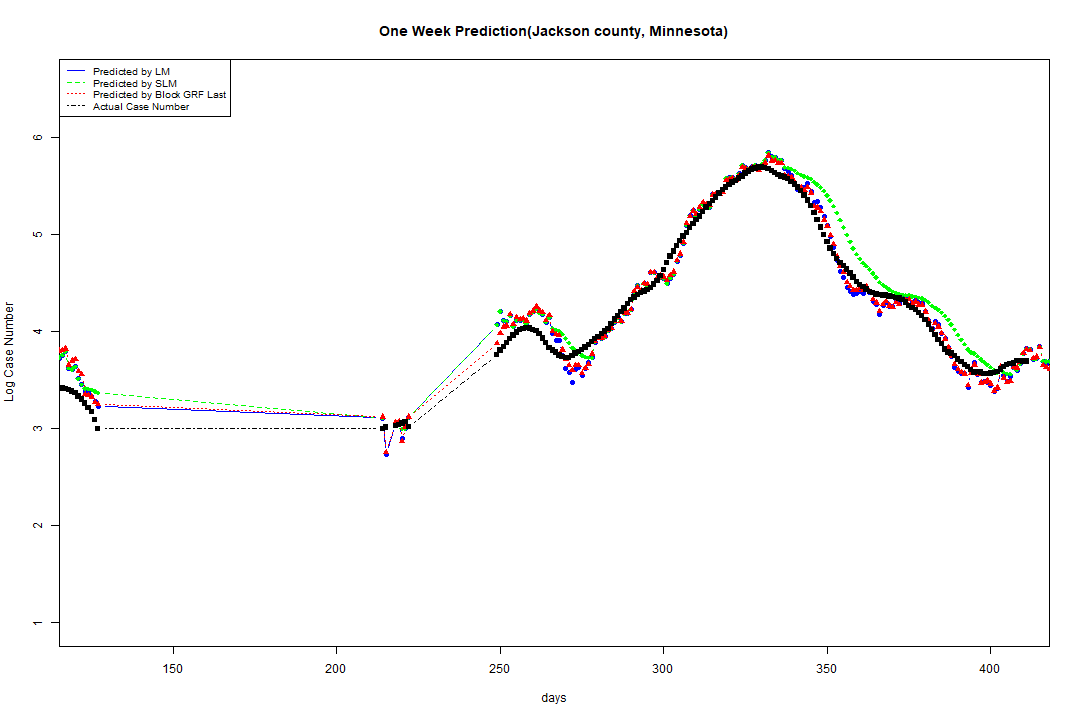 One Week Prediction(Jackson county, Minnesota)
Predicted by LM
Predicted by SLM
Predicted by Block GRF Last
Actual Case Number
6
5
4
3
2
1
Log Case Number
150 200 250 300 350 400
days